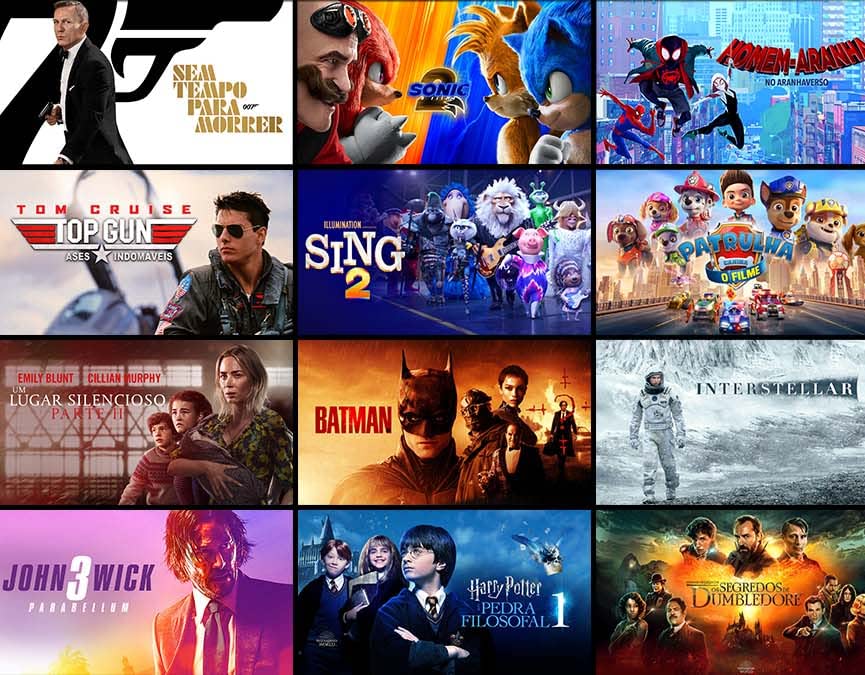 SEM
TEMPO
PARA 007
MORRER
SONIC
2
HOMEM-ARANH
NO ARANHAVERSO
TOM CRUISE
TOP GUN
ASES INDOMÁVEIS
ILLUMINATION
SING
2
PATRULHA
CANINA
O FILME
EMILY BLUNT CILLIAN MURPHY
UM
LUGAR SILENCIOSO
PARTE II
BATMAN
INTERSTELLAR
JOHN 3 WICK
PARABELLUM
Harry Potter
PEDRA
FILOSOFAL 1
OS SEGREDOS DE
DUMBLEDORE